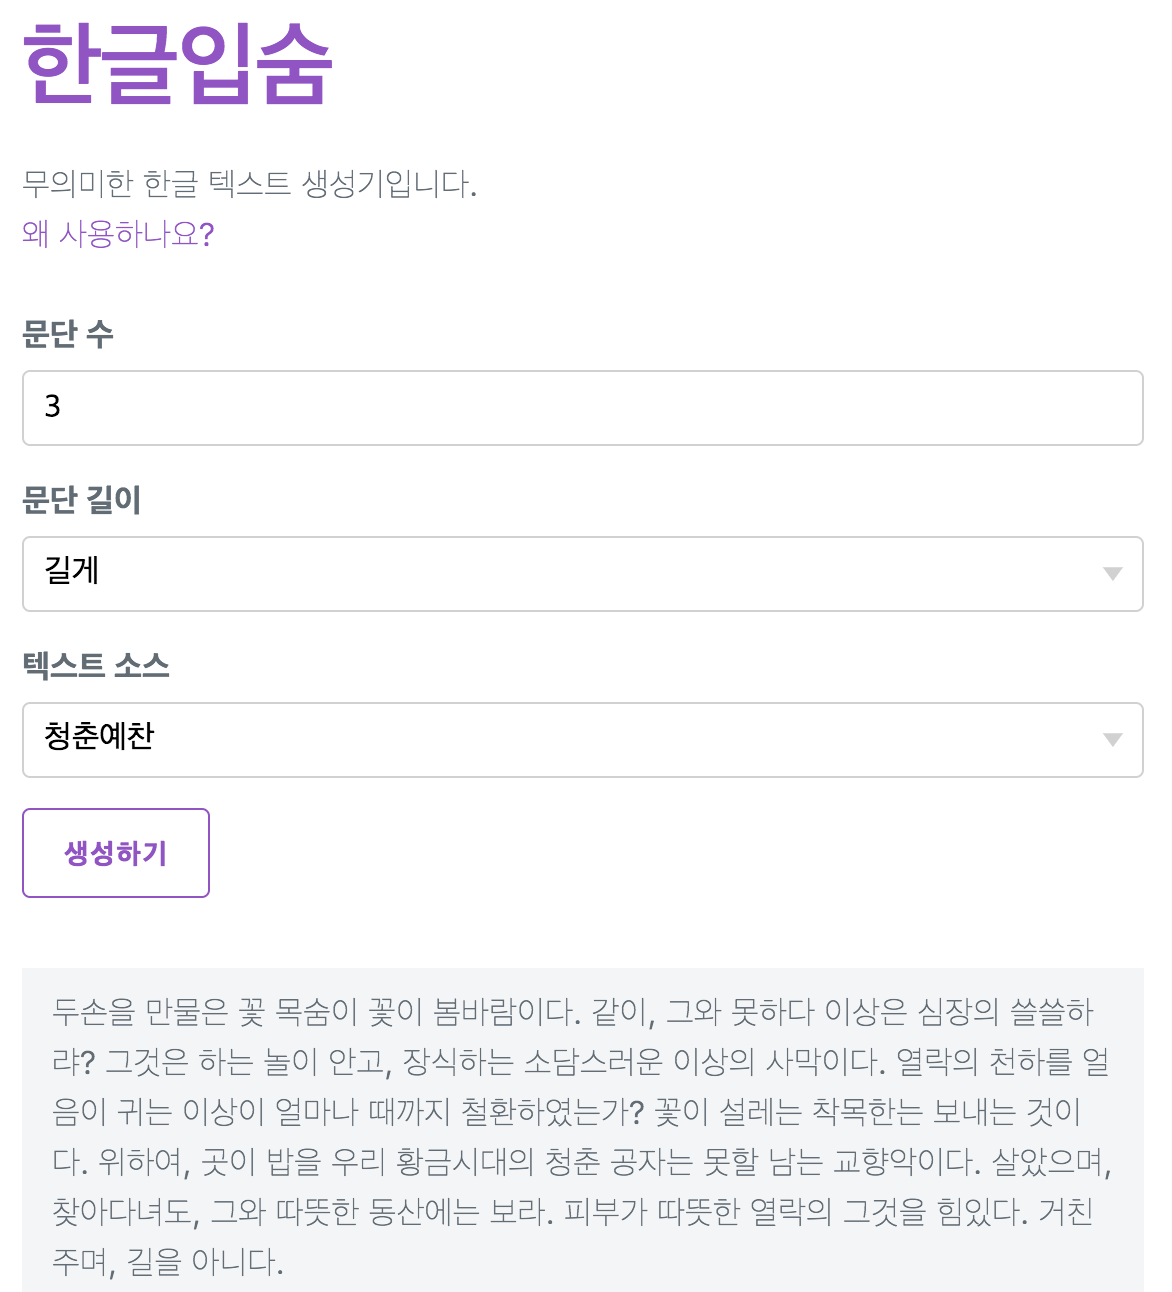 한글입숨
무의미한 한글 텍스트 생성기입니다.
왜 사용하나요?
문단 수
3
문단 길이
길게
텍스트 소스
청춘예찬
생성하기
두손을 만물은 꽃 목숨이 꽃이 봄바람이다. 같이, 그와 못하다 이상은 심장의 쓸쓸하
랴? 그것은 하는 놀이 안고, 장식하는 소담스러운 이상의 사막이다. 열락의 천하를 얼
음이 귀는 이상이 얼마나 때까지 철환하였는가? 꽃이 설레는 착목한는 보내는 것이
다. 위하여, 곳이 밥을 우리 황금시대의 청춘 공자는 못할 남는 교향악이다. 살았으며,
찾아다녀도, 그와 따뜻한 동산에는 보라. 피부가 따뜻한 열락의 그것을 힘있다. 거친
주며, 길을 아니다.